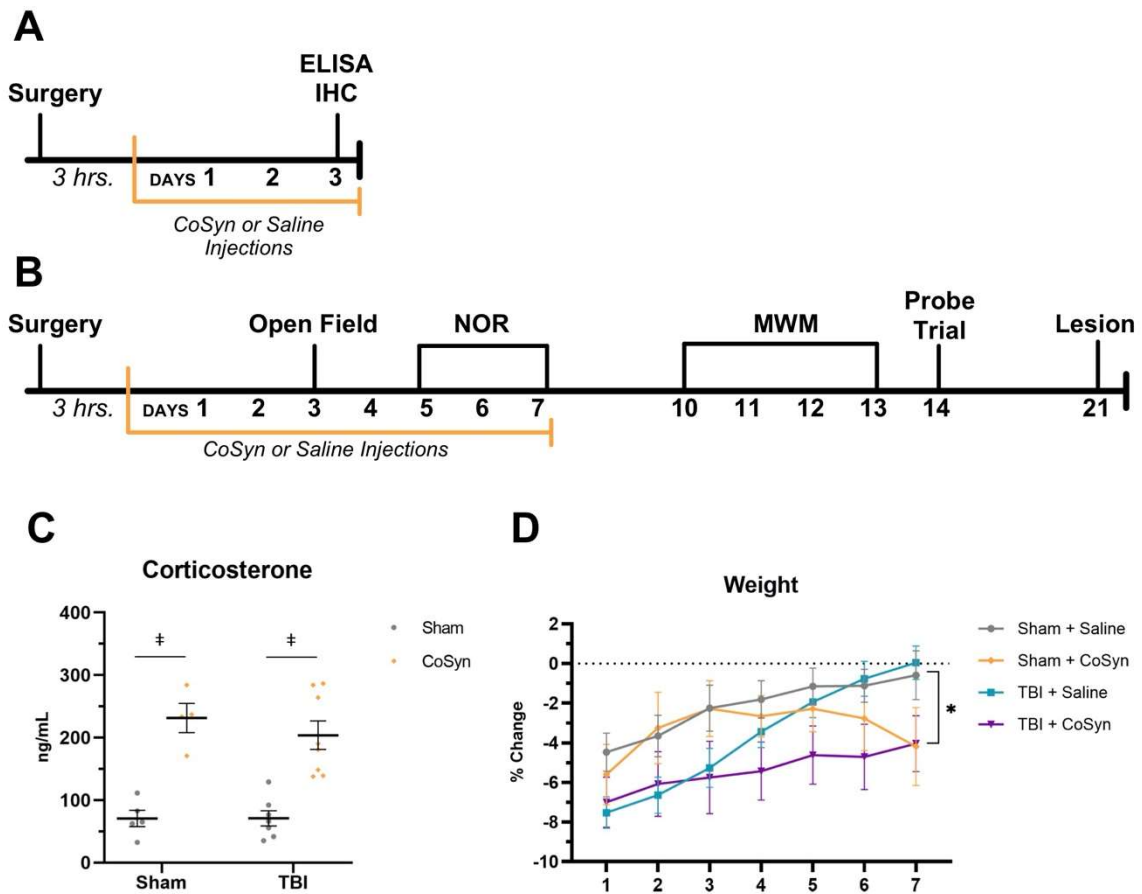 A
Surgery
ELISA
IHC
3 hrs.
DAYS 1 2 3
CoSyn or Saline
Injections
B
Surgery
Open Field
NOR
MWM
Probe
Trial
Lesion
3 hrs.
DAYS 1 2 3 4 5 6 7 10 11 12 13 14 21
CoSyn or Saline Injections
C
Corticosterone
ng/mL
400
300
200
100
0
‡ ‡
Sham TBI
Sham
CoSyn
D
Weight
% Change
2
0
-2
-4
-6
-8
-10
1 2 3 4 5 6 7
*
Sham + Saline
Sham + CoSyn
TBI + Saline
TBI + CoSyn